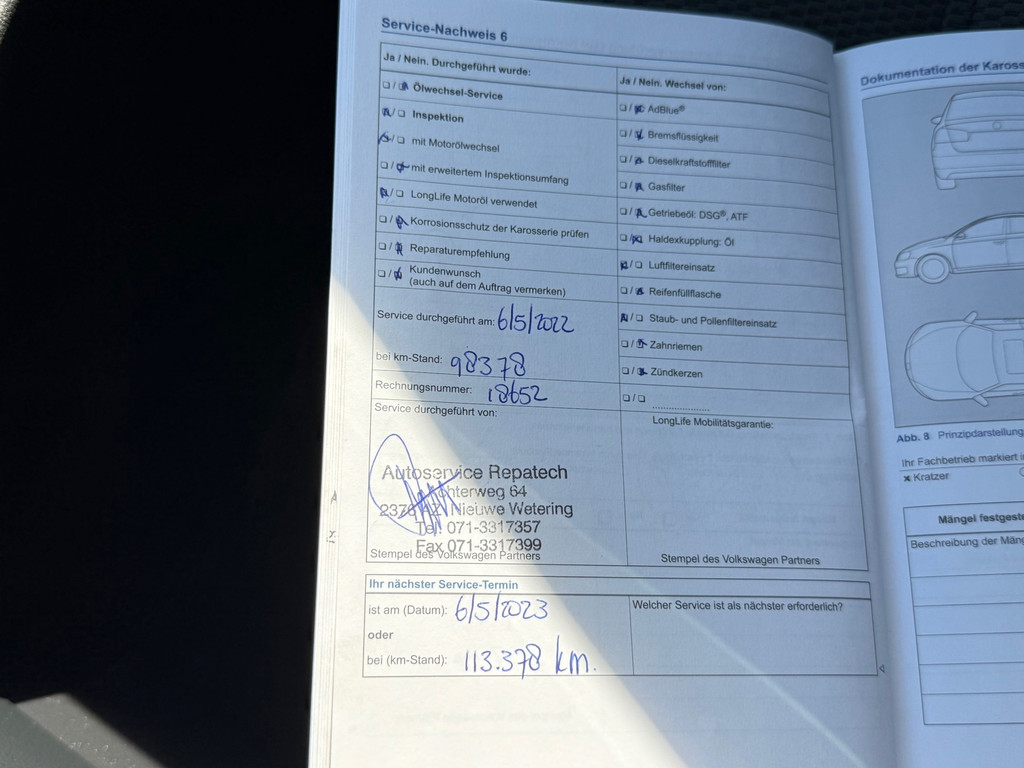 Service-Nachweis 6
Ja / Nein. Durchgeführt wurde:
❏ / ❏ Ölwechsel-Service
❏ / ❏ Inspektion
❏ / ❏ mit Motorölwechsel
❏ / ❏ mit erweitertem Inspektionsumfang
❏ / ❏ LongLife Motoröl verwendet
❏ / ❏ Korrosionsschutz der Karosserie prüfen
❏ / ❏ Reparaturempfehlung
❏ / ❏ Kundenwunsch
(auch auf dem Auftrag vermerken)
Service durchgeführt am: 6/5/2022
bei km-Stand: 98378
Rechnungsnummer: 18652
Service durchgeführt von:
Autoservice Repatech
64
2376 Nieuwe Wetering
Tel. 071-3317357
Fax 071-3317399
Stempel des Volkswagen Partners
Ja / Nein. Wechsel von:
❏ / ❏ AdBlue®
❏ / ❏ Bremsflüssigkeit
❏ / ❏ Dieselkraftstofffilter
❏ / ❏ Gasfilter
❏ / ❏ Getriebeöl: DSG®, ATF
❏ / ❏ Haldexkupplung: Öl
❏ / ❏ Luftfiltereinsatz
❏ / ❏ Reifenfüllflasche
❏ / ❏ Staub- und Pollenfiltereinsatz
❏ / ❏ Zahnriemen
❏ / ❏ Zündkerzen
❏ / ❏ ....................
LongLife Mobilitätsgarantie:
Stempel des Volkswagen Partners
Ihr nächster Service-Termin
ist am (Datum): 6/5/2023
oder
bei (km-Stand): 113.378 km.
Welcher Service ist als nächster erforderlich?
Dokumentation der Kaross
Abb. 8 Prinzipdarstellung
Ihr Fachbetrieb markiert i
✖ Kratzer
Mängel festgeste
Beschreibung der Mäng